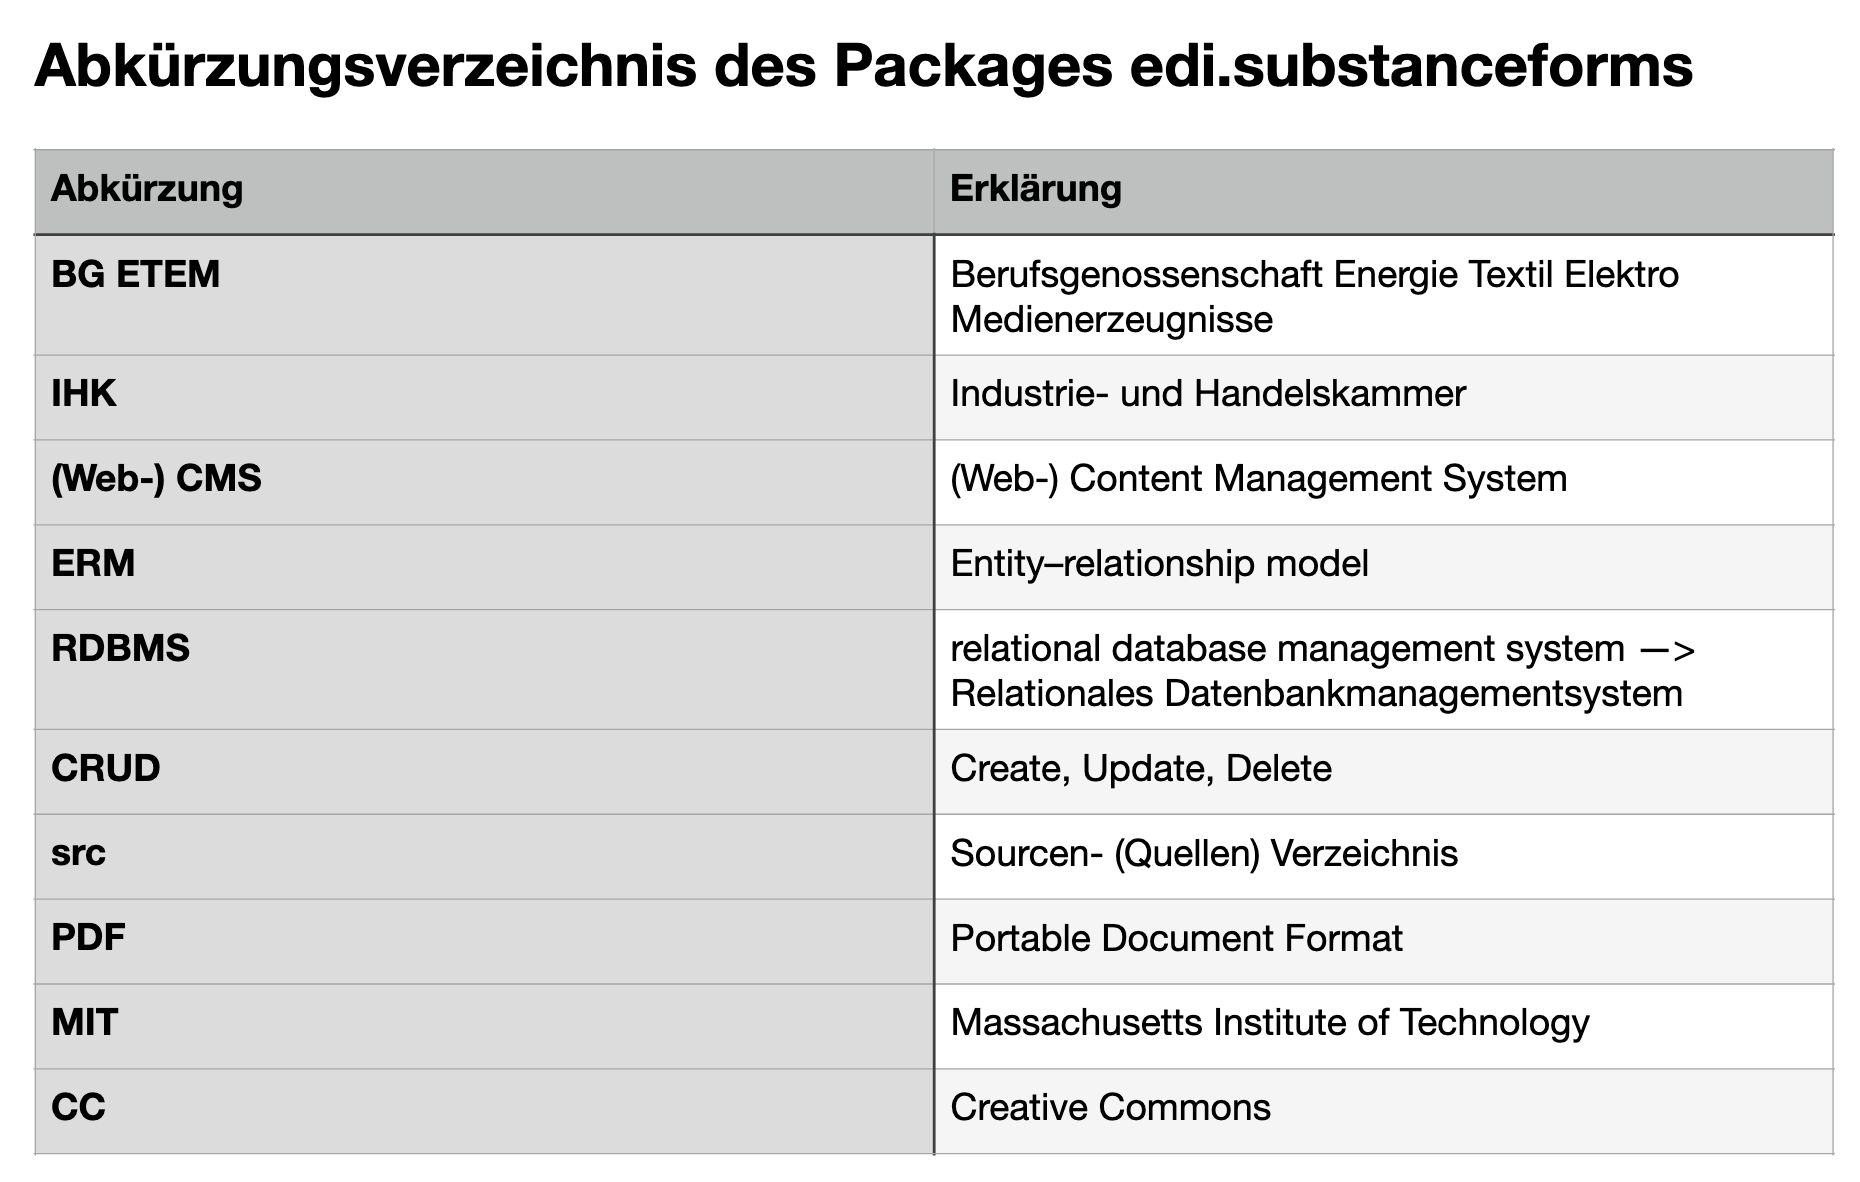 Abkürzungsverzeichnis des Packages edi.substanceforms
Abkürzung
Erklärung
BG ETEM
Berufsgenossenschaft Energie Textil Elektro
Medienerzeugnisse
IHK
Industrie- und Handelskammer
(Web-) CMS
(Web-) Content Management System
ERM
Entity–relationship model
RDBMS
relational database management system —>
Relationales Datenbankmanagementsystem
CRUD
Create, Update, Delete
src
Sourcen- (Quellen) Verzeichnis
PDF
Portable Document Format
MIT
Massachusetts Institute of Technology
CC
Creative Commons